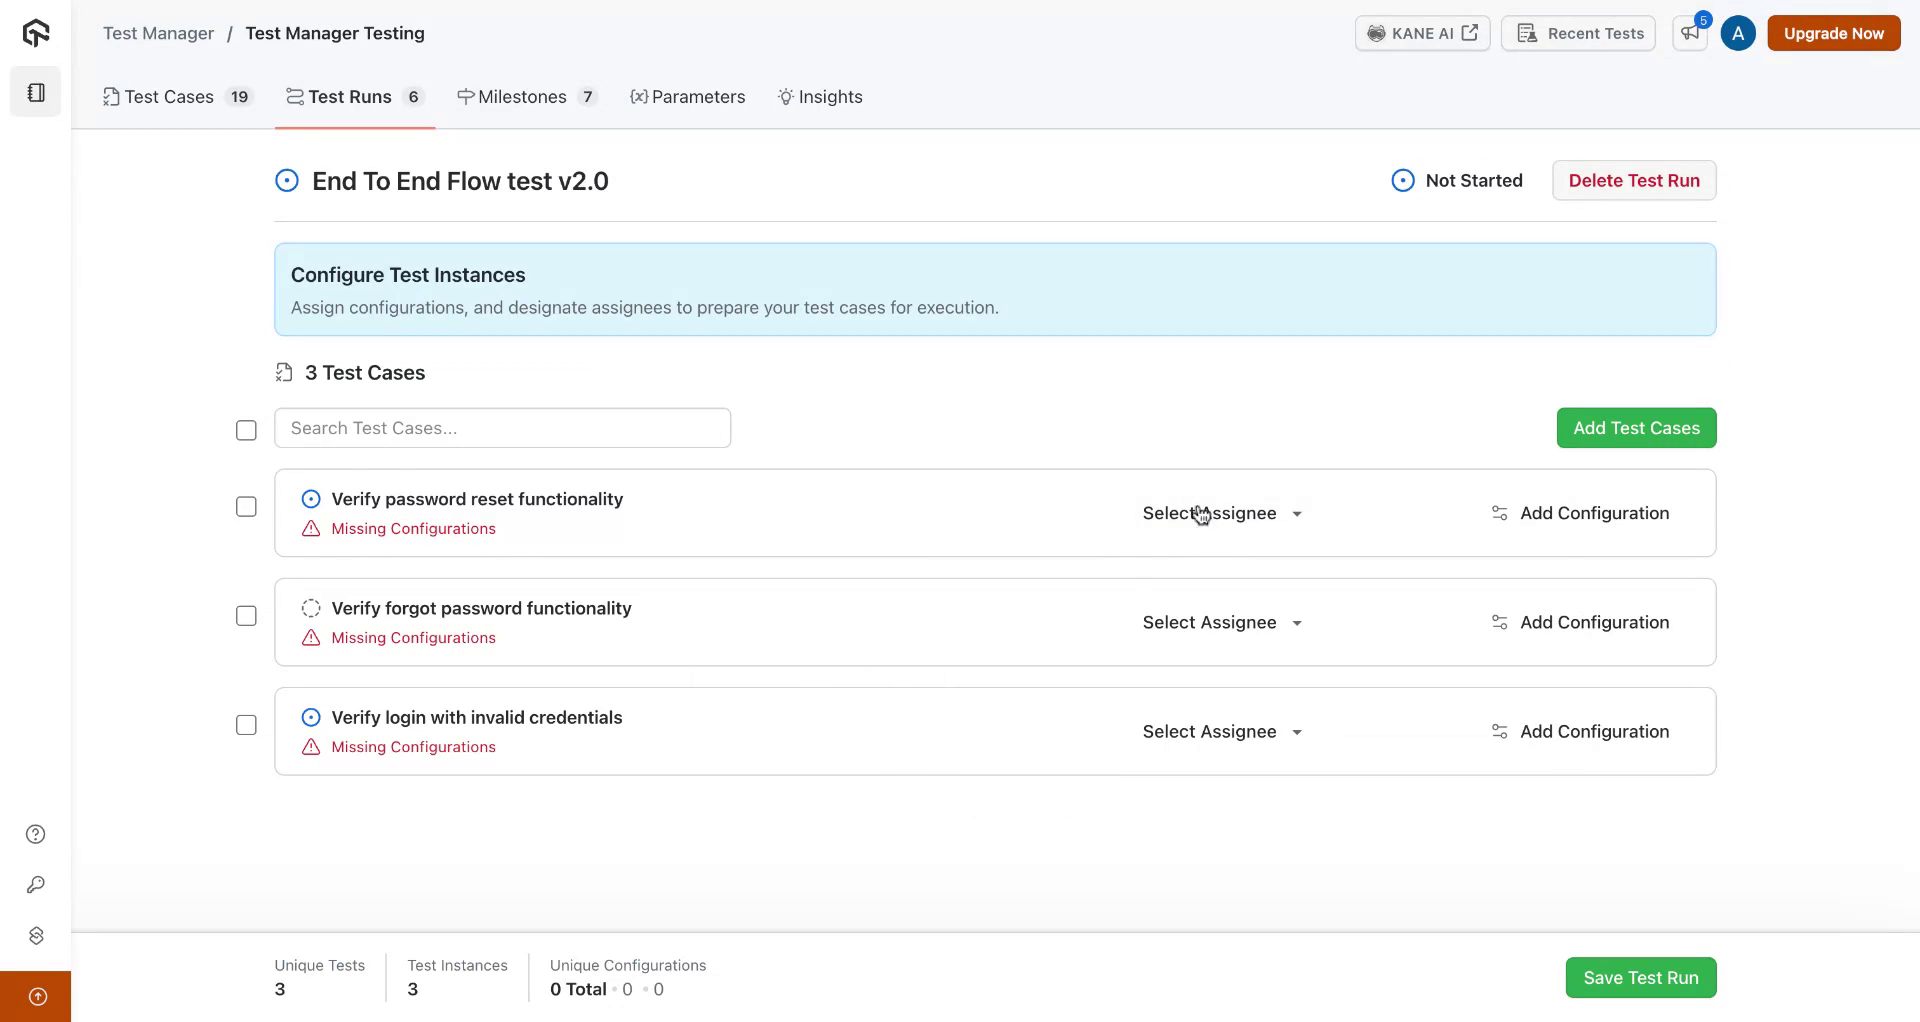 Test Manager / Test Manager Testing
KANE AI
Recent Tests
5
A
Upgrade Now
Test Cases 19
Test Runs 6
Milestones 7
{x} Parameters
Insights
End To End Flow test v2.0
Not Started
Delete Test Run
Configure Test Instances
Assign configurations, and designate assignees to prepare your test cases for execution.
3 Test Cases
Search Test Cases...
Add Test Cases
Verify password reset functionality
Missing Configurations
Select Assignee
Add Configuration
Verify forgot password functionality
Missing Configurations
Select Assignee
Add Configuration
Verify login with invalid credentials
Missing Configurations
Select Assignee
Add Configuration
Unique Tests
3
Test Instances
3
Unique Configurations
0 Total • 0 • 0
Save Test Run